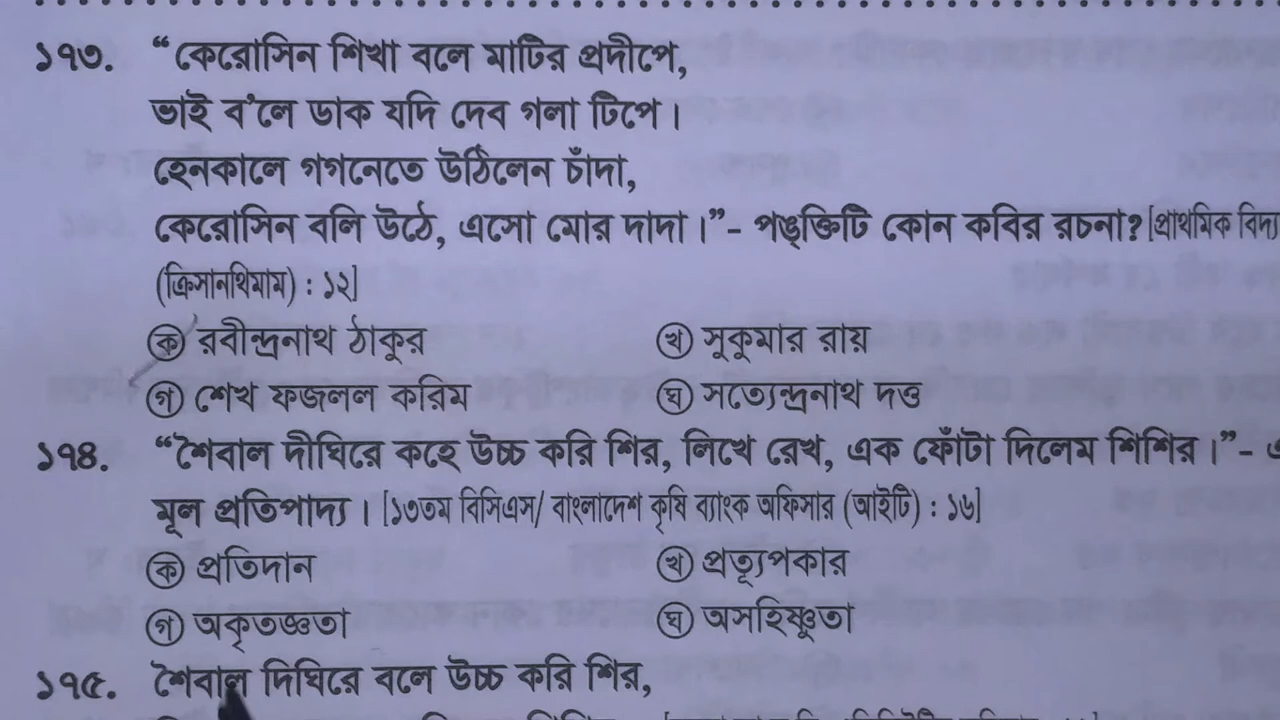 ১৭৩. “কেরোসিন শিখা বলে মাটির প্রদীপে,
ভাই ব'লে ডাক যদি দেব গলা টিপে।
হেনকালে গগনেতে উঠিলেন চাঁদা,
কেরোসিন বলি উঠে, এসো মোর দাদা।”- পঙ্‌ক্তিটি কোন কবির রচনা? [প্রাথমিক বিদ্য
(ক্রিসানথিমাম) : ১২]
ক রবীন্দ্রনাথ ঠাকুর খ সুকুমার রায়
গ শেখ ফজলল করিম ঘ সত্যেন্দ্রনাথ দত্ত
১৭৪. “শৈবাল দীঘিরে কহে উচ্চ করি শির, লিখে রেখ, এক ফোঁটা দিলেম শিশির।”-
মূল প্রতিপাদ্য। [১৩তম বিসিএস/ বাংলাদেশ কৃষি ব্যাংক অফিসার (আইটি) : ১৬]
ক প্রতিদান খ প্রত্যুপকার
গ অকৃতজ্ঞতা ঘ অসহিষ্ণুতা
১৭৫. শৈবাল দিঘিরে বলে উচ্চ করি শির,